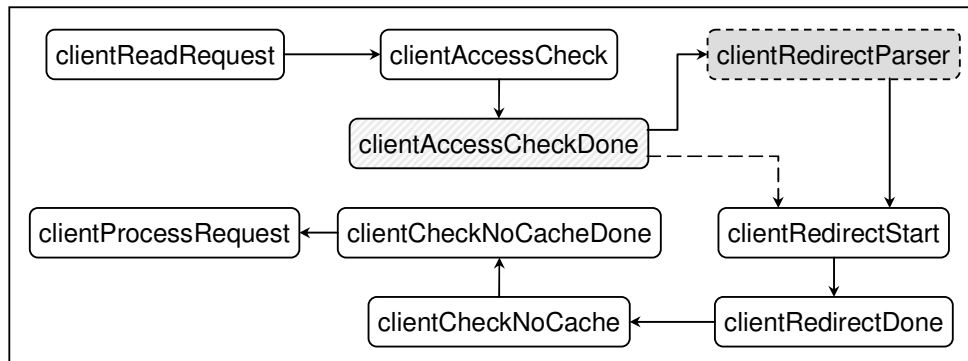 clientReadRequest
clientAccessCheck
clientRedirectParser
clientAccessCheckDone
clientProcessRequest
clientCheckNoCacheDone
clientRedirectStart
clientCheckNoCache
clientRedirectDone